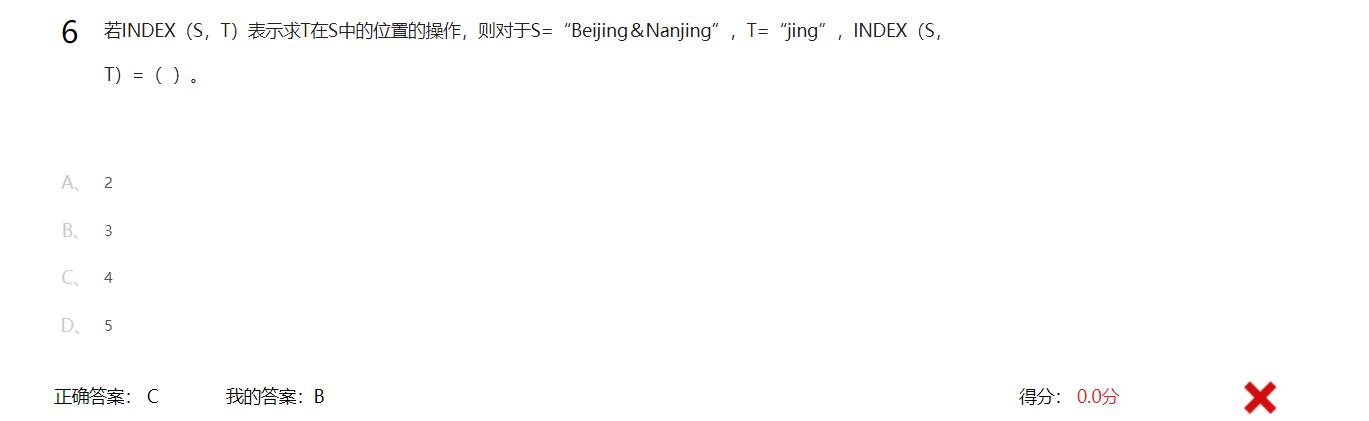 6 若INDEX（S，T）表示求T在S中的位置的操作，则对于S=“Beijing＆Nanjing”，T=“jing”，INDEX（S，
T）=（ ）。
A、 2
B、 3
C、 4
D、 5
正确答案： C 我的答案：B 得分： 0.0分